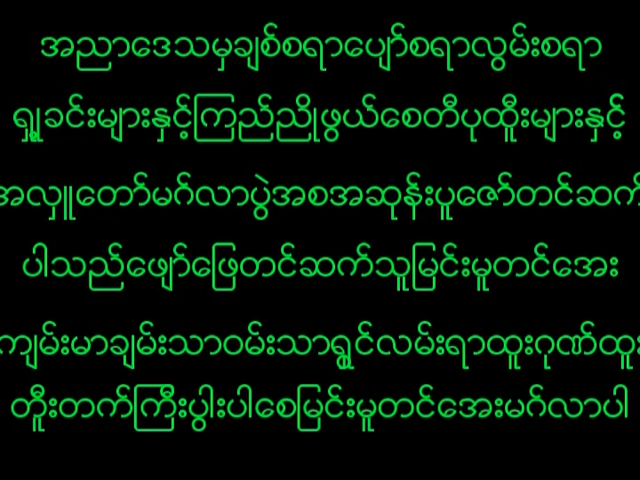 အညာဒေသမှချစ်စရာပျော်စရာလွမ်းစရာ
ရှု့ခင်းများနှင့်ကြည်ညိုဖွယ်စေတီပုထိူးများနှင့်
အလှူတော်မင်္ဂလာပွဲအစအဆုန်းပူဇော်တင်ဆက်
ပါသည်ဖျော်ဖြေတင်ဆက်သူမြင်းမူတင်အေး
ကျမ်းမာချမ်းသာဝမ်းသာရွှင်လမ်းရာထူးဂုဏ်ထူး
တိူးတက်ကြီးပွါးပါစေမြင်းမူတင်အေးမင်္ဂလာပါ